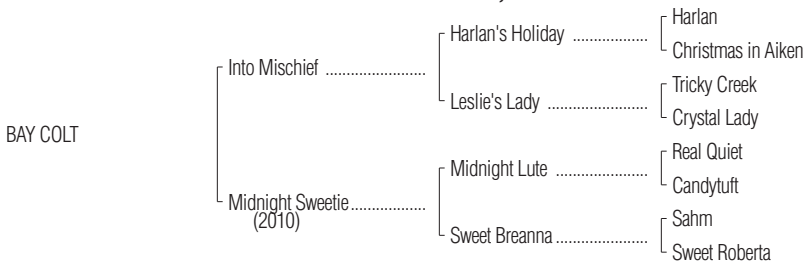 Harlan
Harlan's Holiday ..................
Christmas in Aiken
Into Mischief ........................
Tricky Creek
Leslie's Lady ......................
Crystal Lady
BAY COLT
Real Quiet
Midnight Lute ....................
Candytuft
Midnight Sweetie..................
(2010)
Sahm
Sweet Breanna ....................
Sweet Roberta